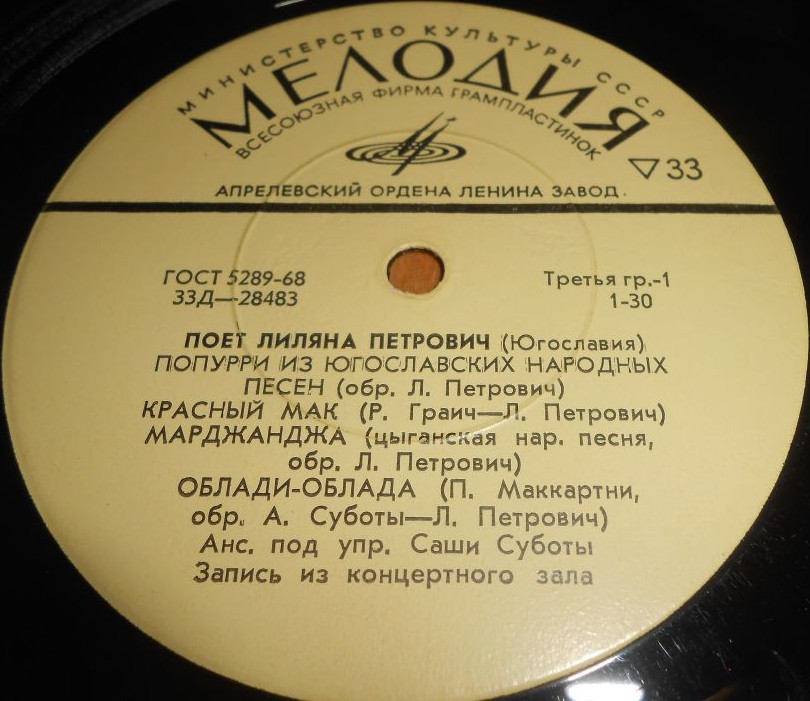 МИНИСТЕРСТВО КУЛЬТУРЫ СССР
МЕЛОДИЯ
ВСЕСОЮЗНАЯ ФИРМА ГРАМПЛАСТИНОК
▽33
АПРЕЛЕВСКИЙ ОРДЕНА ЛЕНИНА ЗАВОД.
ГОСТ 5289-68 Третья гр.-1
33Д—28483 1-30
ПОЕТ ЛИЛЯНА ПЕТРОВИЧ (Югославия)
ПОПУРРИ ИЗ ЮГОСЛАВСКИХ НАРОДНЫХ
ПЕСЕН (обр. Л. Петрович)
КРАСНЫЙ МАК (Р. Граич—Л. Петрович)
МАРДЖАНДЖА (цыганская нар. песня,
обр. Л. Петрович)
ОБЛАДИ-ОБЛАДА (П. Маккартни,
обр. А. Суботы—Л. Петрович)
Анс. под упр. Саши Суботы
Запись из концертного зала